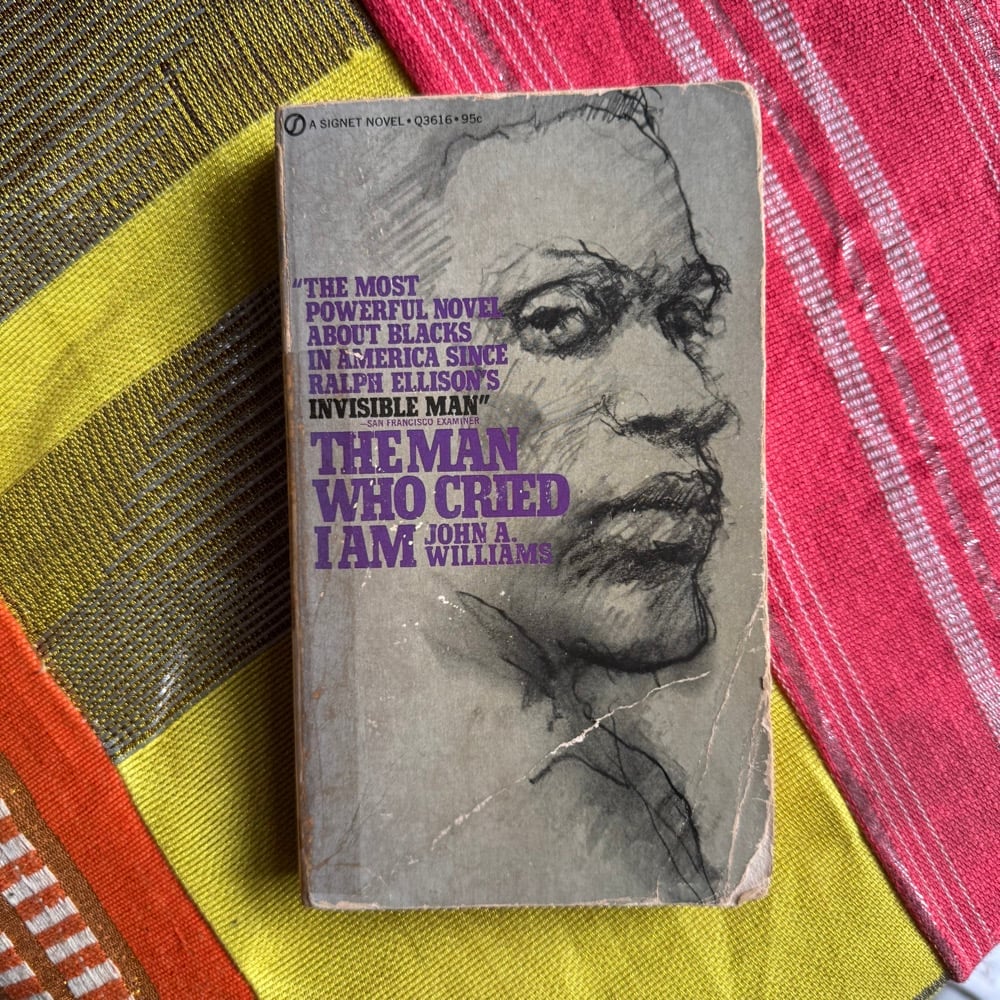 A SIGNET NOVEL • Q3616 • 95c
"THE MOST
POWERFUL NOVEL
ABOUT BLACKS
IN AMERICA SINCE
RALPH ELLISON'S
INVISIBLE MAN"
—SAN FRANCISCO EXAMINER
THE MAN
WHO CRIED
I AM
JOHN A.
WILLIAMS